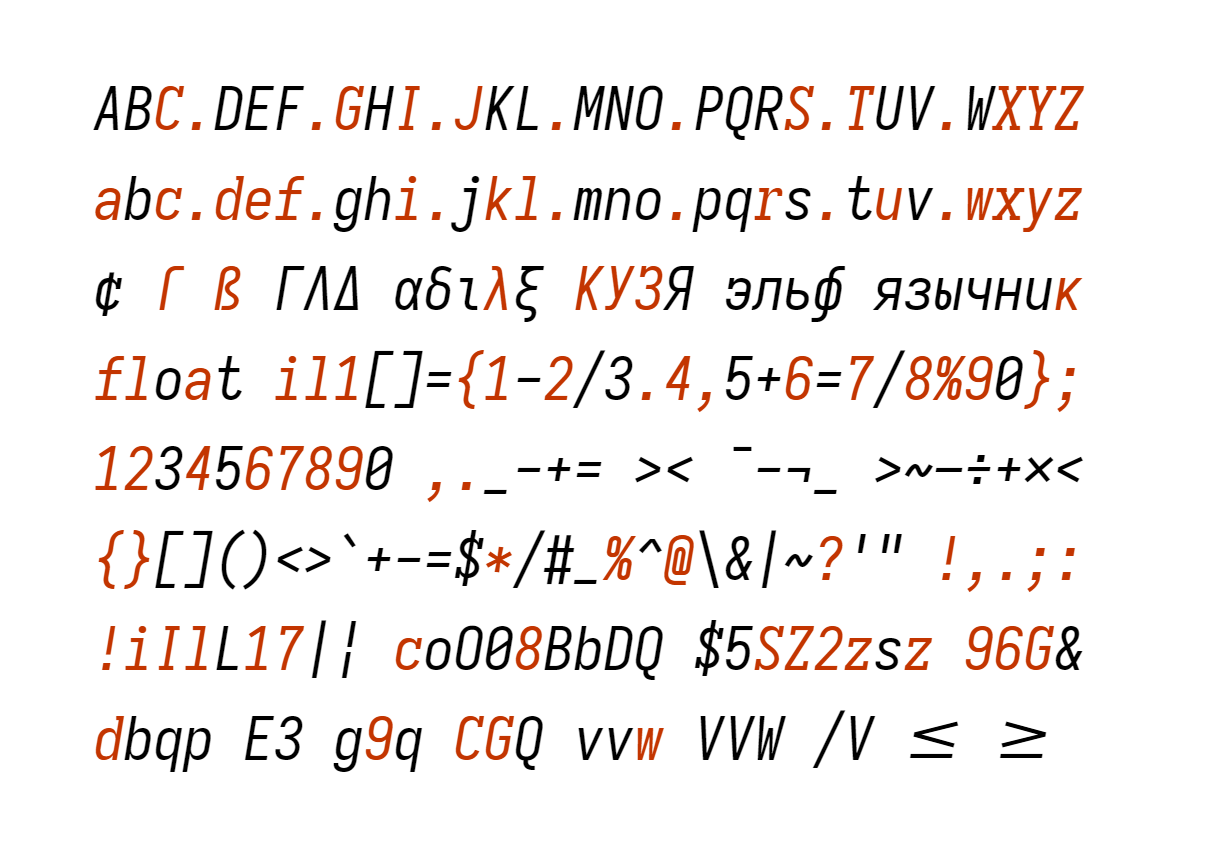 ABC.DEF.GHI.JKL.MNO.PQRS.TUV.WXYZ
abc.def.ghi.jkl.mno.pqrs.tuv.wxyz
¢ Г ß ΓΛΔ αδιλξ КУЗЯ эльф язычник
float il1[]={1-2/3.4,5+6=7/8%90};
1234567890 ,._-+= >< ¯-¬_ >~–÷+×<
{}[]()<>`+-=$*/#_%^@\&|~?'" !,.;:
!iIlL17|¦ coO08BbDQ $5SZ2zsz 96G&
dbqp E3 g9q CGQ vvw VVW /V ≤ ≥